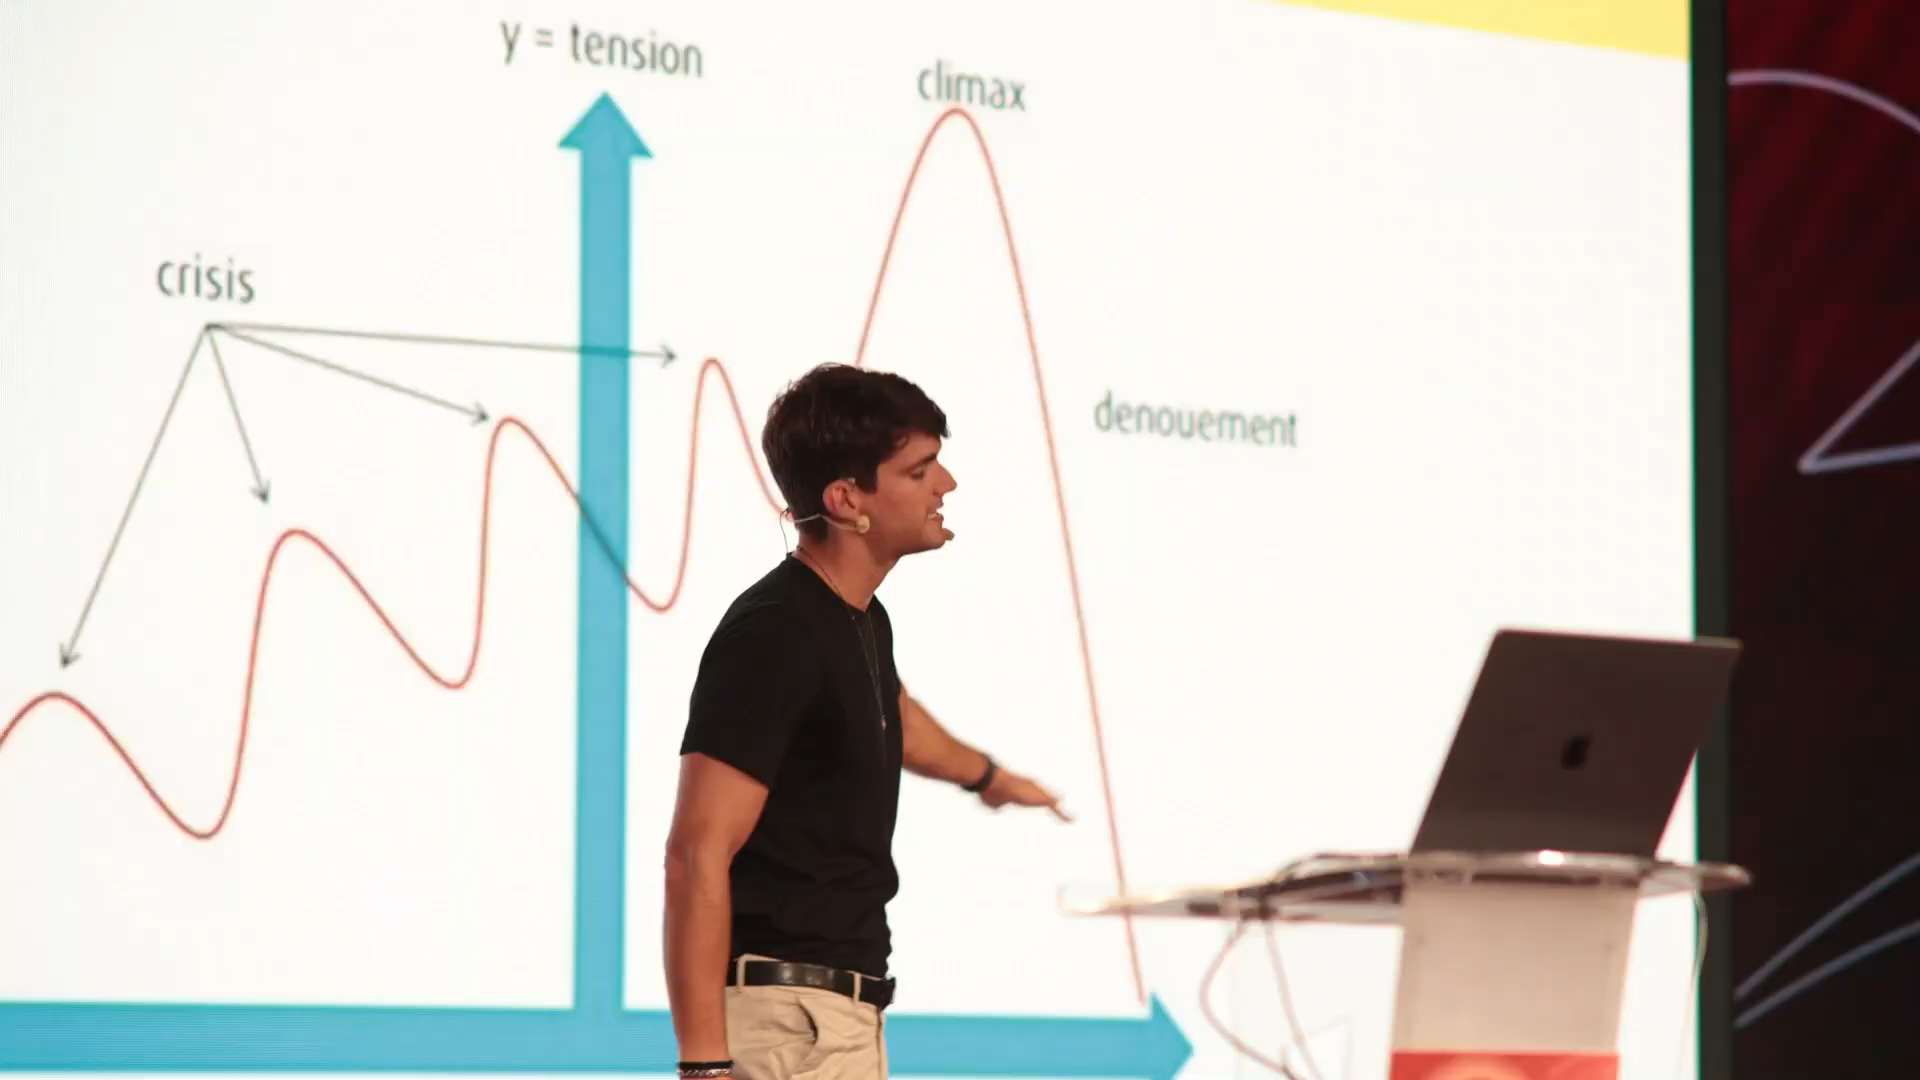 y = tension
climax
crisis
denouement